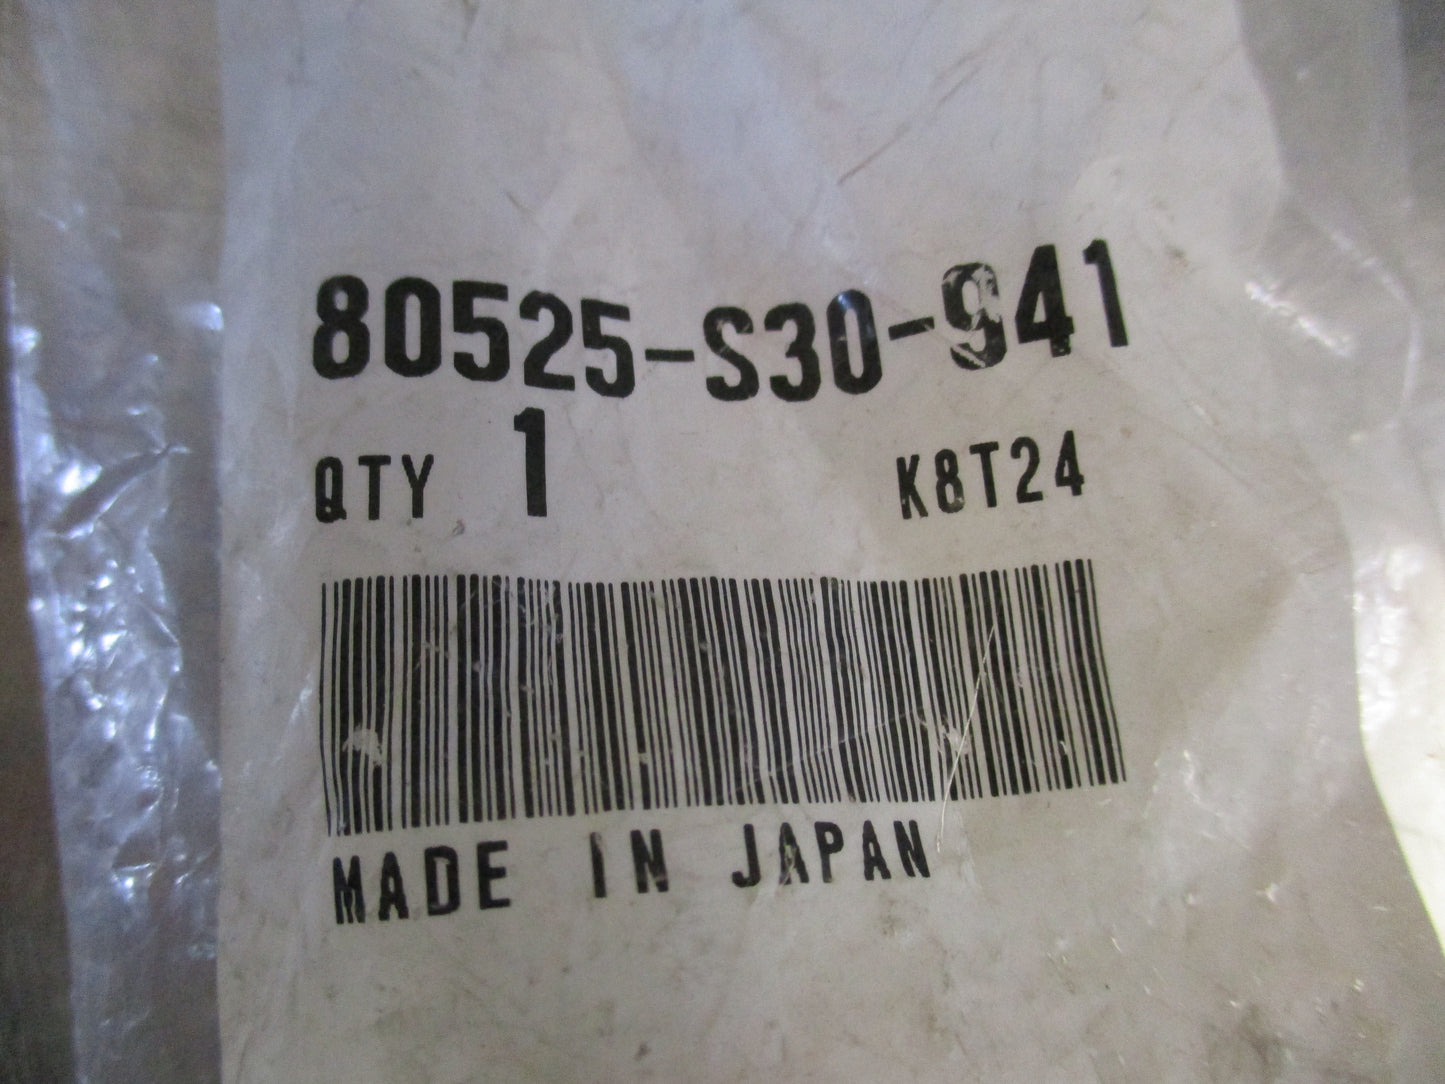 80525-S30-941
QTY 1 K8T24
MADE IN JAPAN